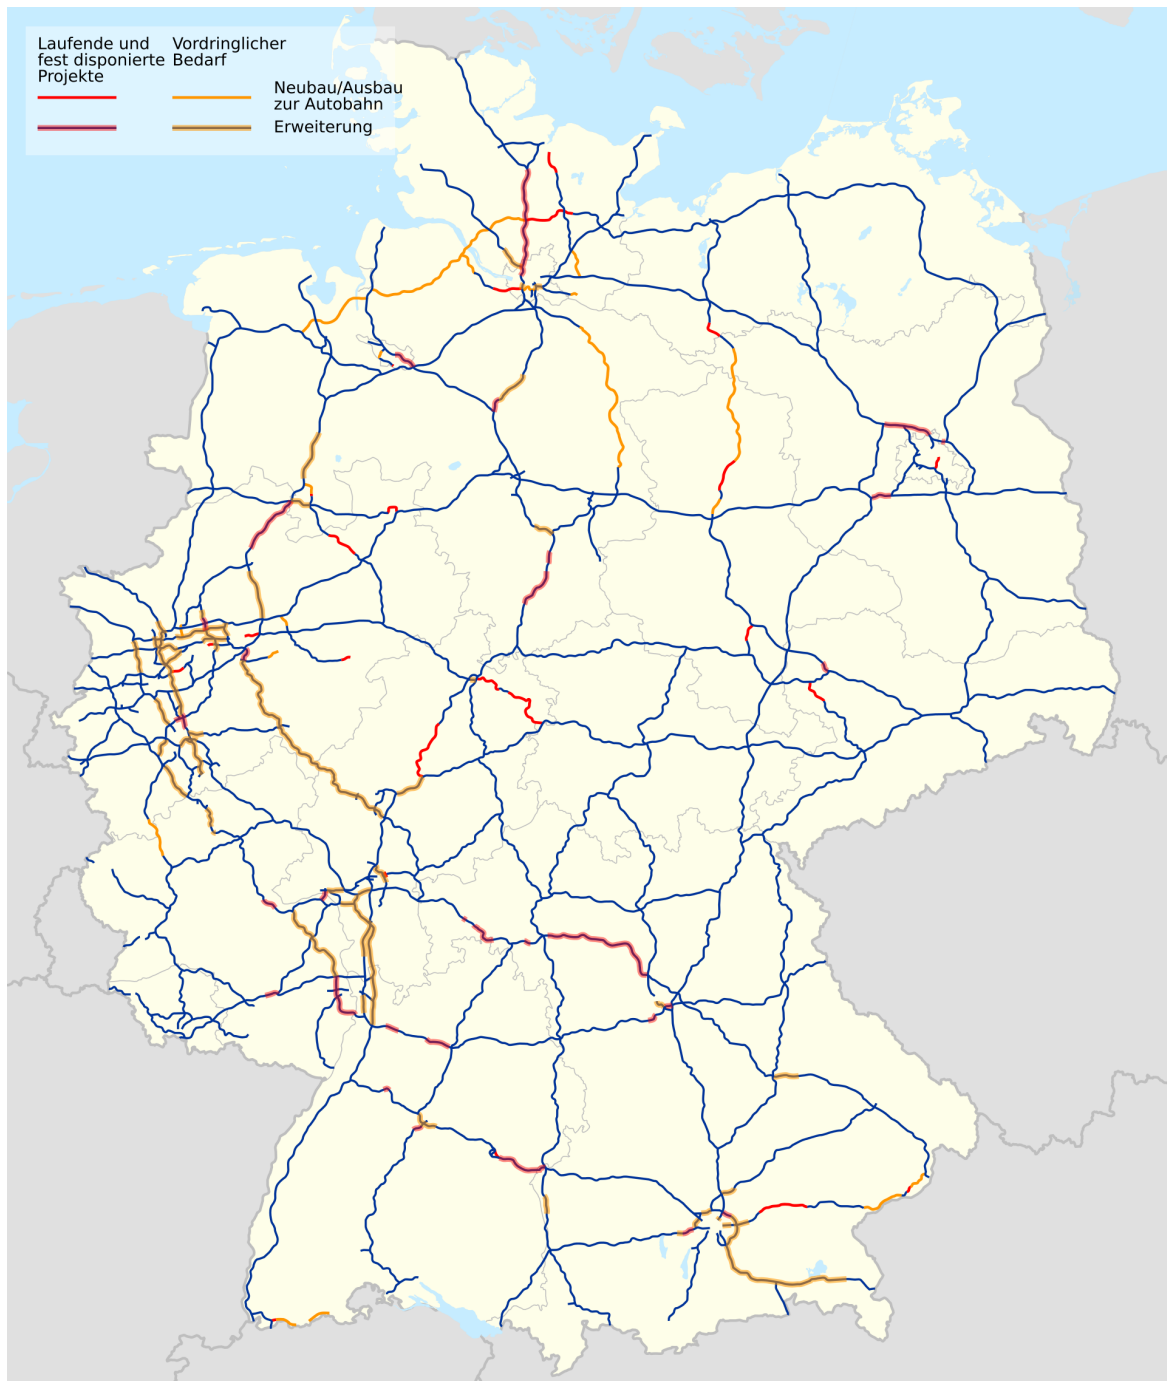 Laufende und
fest disponierte
Projekte
Vordringlicher
Bedarf
Neubau/Ausbau
zur Autobahn
Erweiterung